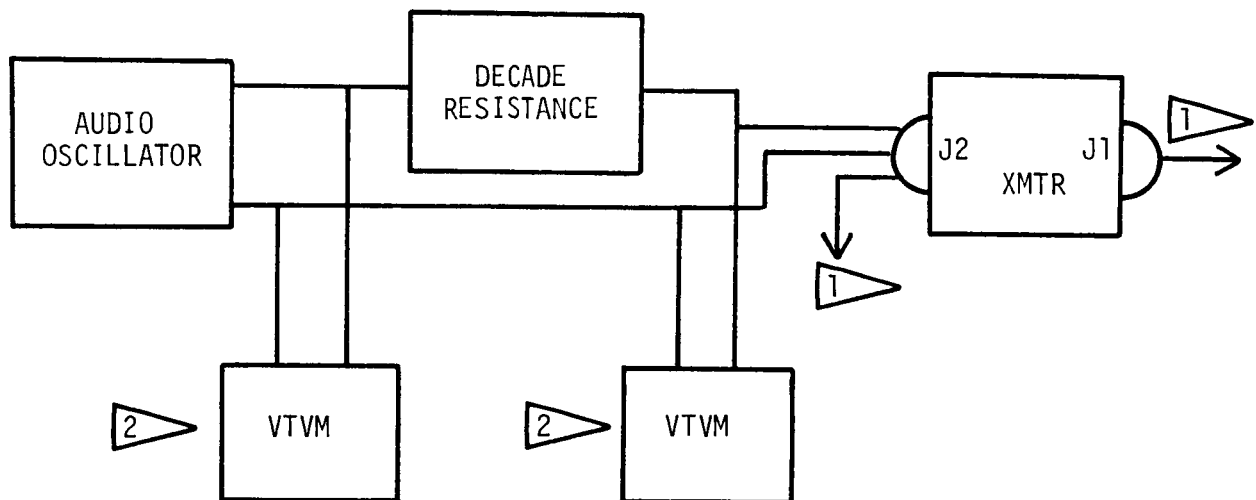 DECADE
RESISTANCE
AUDIO
OSCILLATOR
J2
J1
XMTR
1
1
2
VTVM
2
VTVM